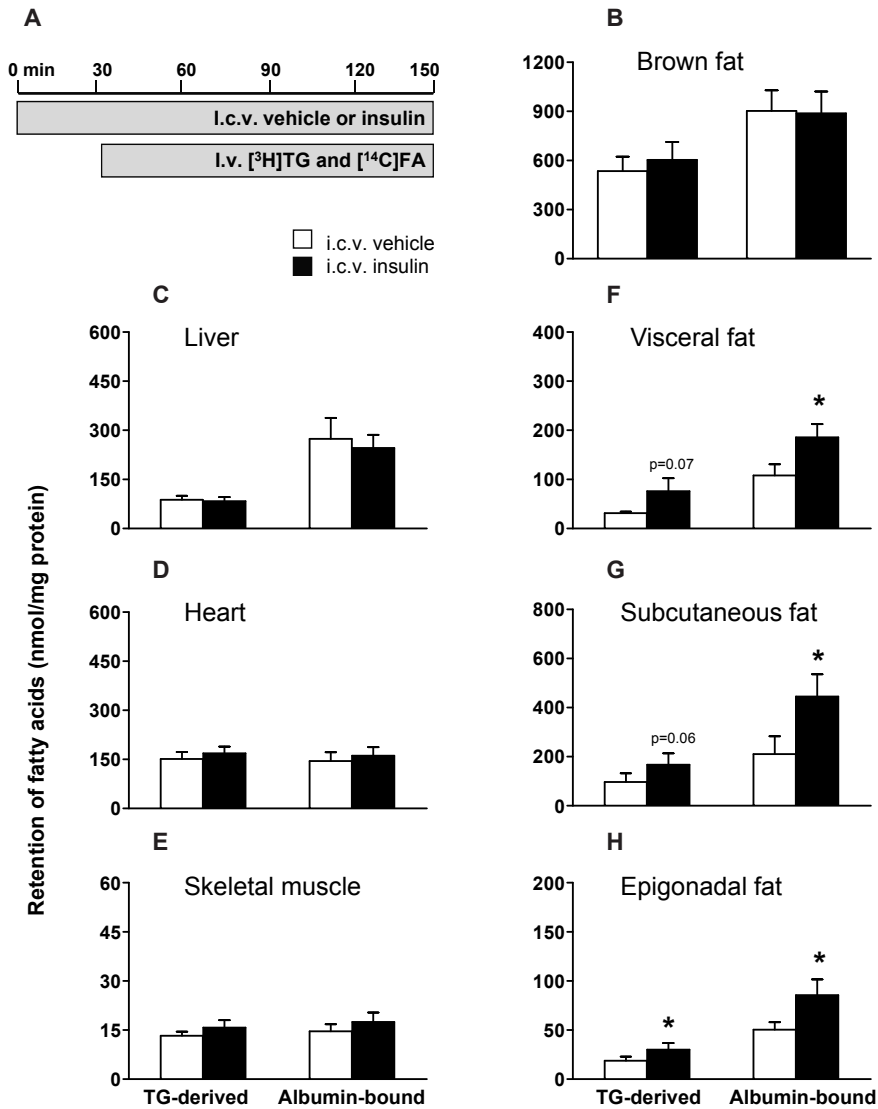 A
0 min 30 60 90 120 150
I.c.v. vehicle or insulin
I.v. [³H]TG and [¹⁴C]FA
i.c.v. vehicle
i.c.v. insulin
Retention of fatty acids (nmol/mg protein)
B
Brown fat
1200
900
600
300
0
C
Liver
600
450
300
150
0
D
Heart
600
450
300
150
0
E
Skeletal muscle
60
45
30
15
0
TG-derived Albumin-bound
F
Visceral fat
400
300
200
100
0
p=0.07
*
G
Subcutaneous fat
800
600
400
200
0
p=0.06
*
H
Epigonadal fat
200
150
100
50
0
*
*
TG-derived Albumin-bound